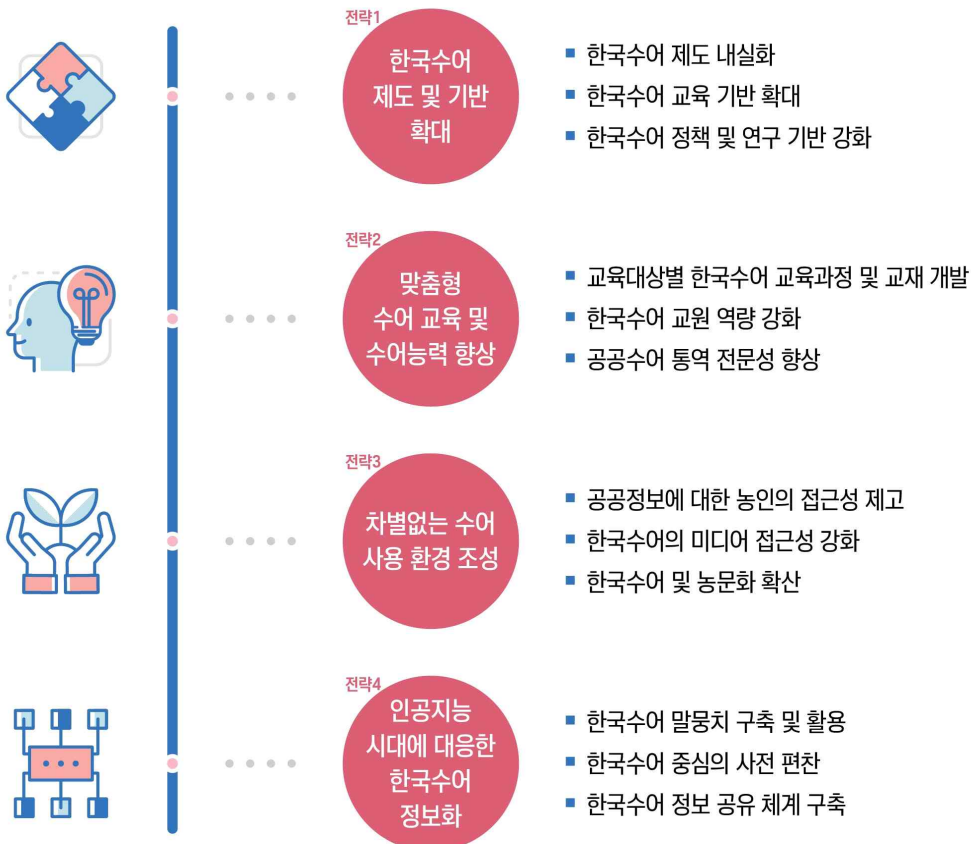 전략1
한국수어
제도 및 기반
확대
■ 한국수어 제도 내실화
■ 한국수어 교육 기반 확대
■ 한국수어 정책 및 연구 기반 강화
전략2
맞춤형
수어 교육 및
수어능력 향상
■ 교육대상별 한국수어 교육과정 및 교재 개발
■ 한국수어 교원 역량 강화
■ 공공수어 통역 전문성 향상
전략3
차별없는 수어
사용 환경 조성
■ 공공정보에 대한 농인의 접근성 제고
■ 한국수어의 미디어 접근성 강화
■ 한국수어 및 농문화 확산
전략4
인공지능
시대에 대응한
한국수어
정보화
■ 한국수어 말뭉치 구축 및 활용
■ 한국수어 중심의 사전 편찬
■ 한국수어 정보 공유 체계 구축